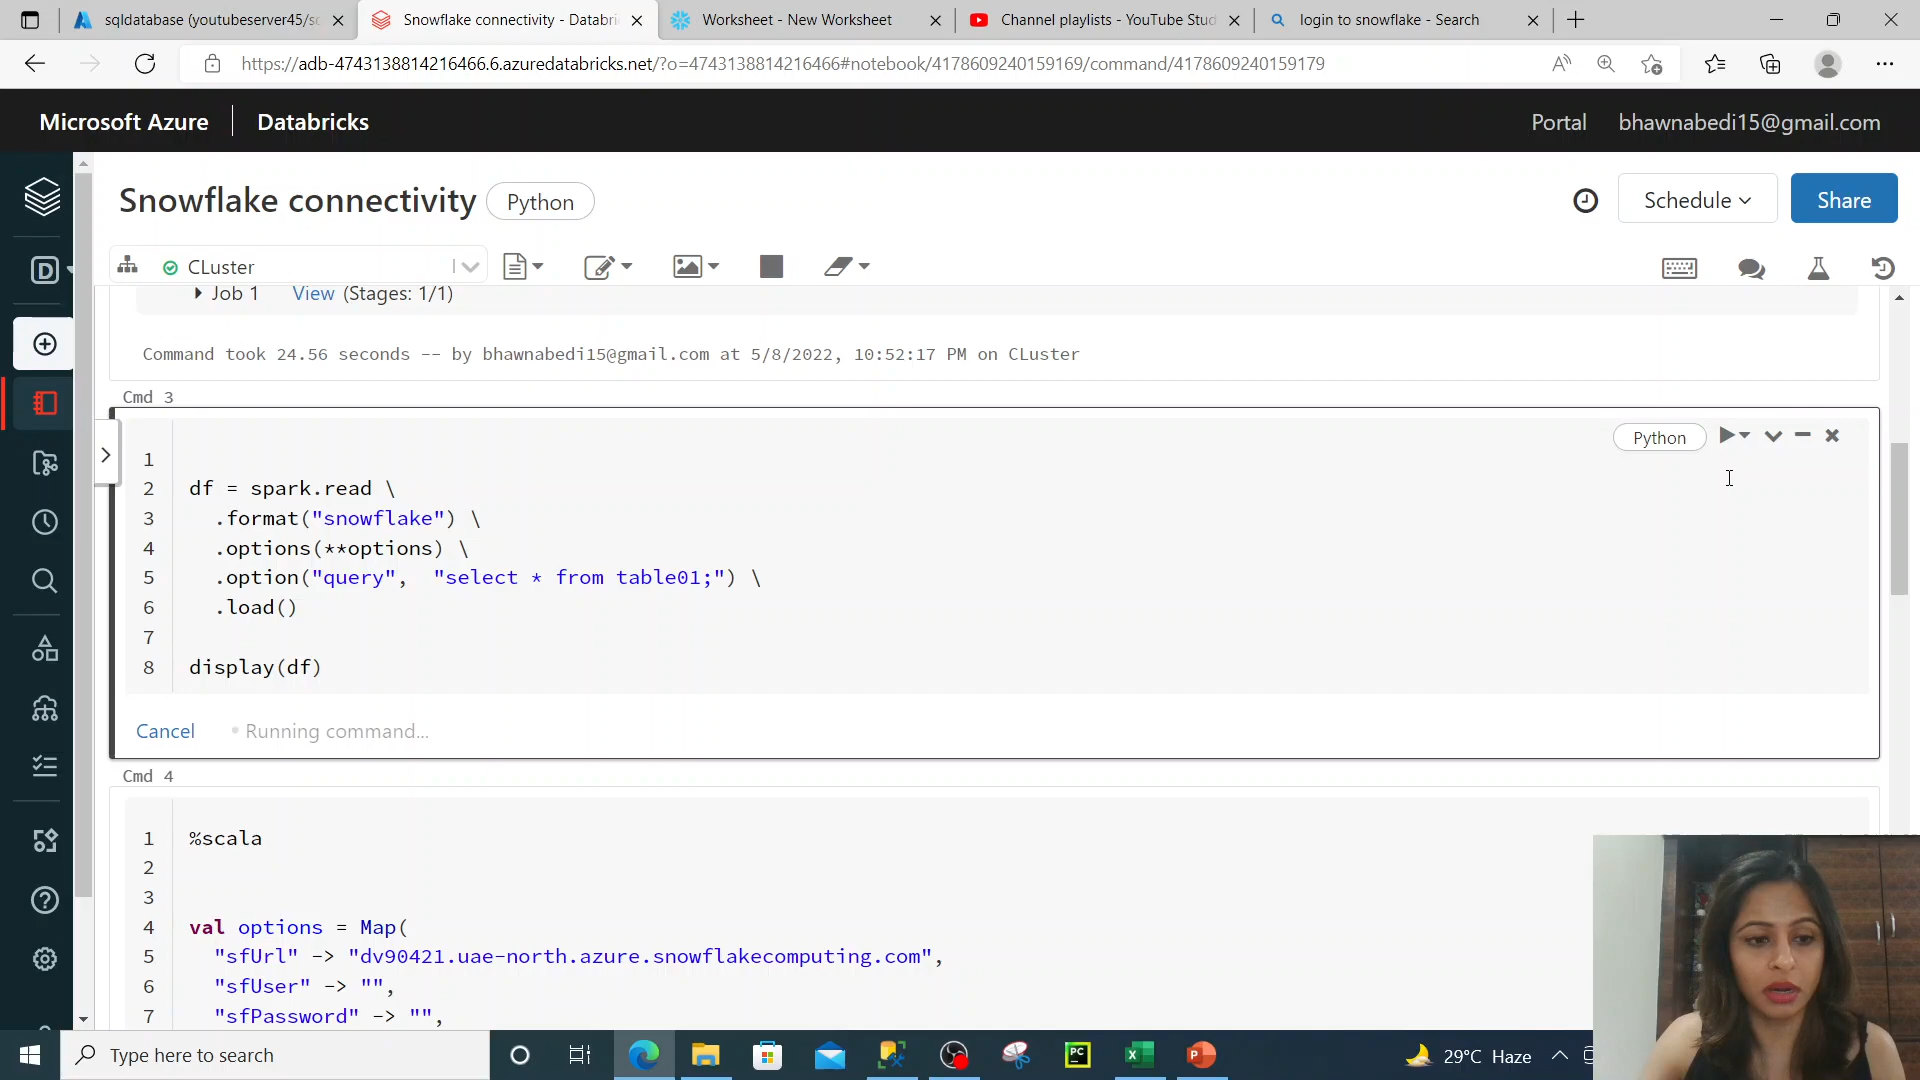 sqldatabase (youtubeserver45/sc
Snowflake connectivity - Databri
Worksheet - New Worksheet
Channel playlists - YouTube Stud
login to snowflake - Search
https://adb-4743138814216466.6.azuredatabricks.net/?o=4743138814216466#notebook/4178609240159169/command/4178609240159179
Microsoft Azure
Databricks
Portal
bhawnabedi15@gmail.com
Snowflake connectivity
Python
Schedule
Share
D
CLuster
Job 1 View (Stages: 1/1)
Command took 24.56 seconds -- by bhawnabedi15@gmail.com at 5/8/2022, 10:52:17 PM on CLuster
Cmd 3
Python
1
2 df = spark.read \
3 .format("snowflake") \
4 .options(**options) \
5 .option("query",  "select * from table01;") \
6 .load()
7
8 display(df)
Cancel
Running command...
Cmd 4
1 %scala
2
3
4 val options = Map(
5 "sfUrl" -> "dv90421.uae-north.azure.snowflakecomputing.com",
6 "sfUser" -> "",
7 "sfPassword" -> "",
Type here to search
PC
X
P
29°C Haze